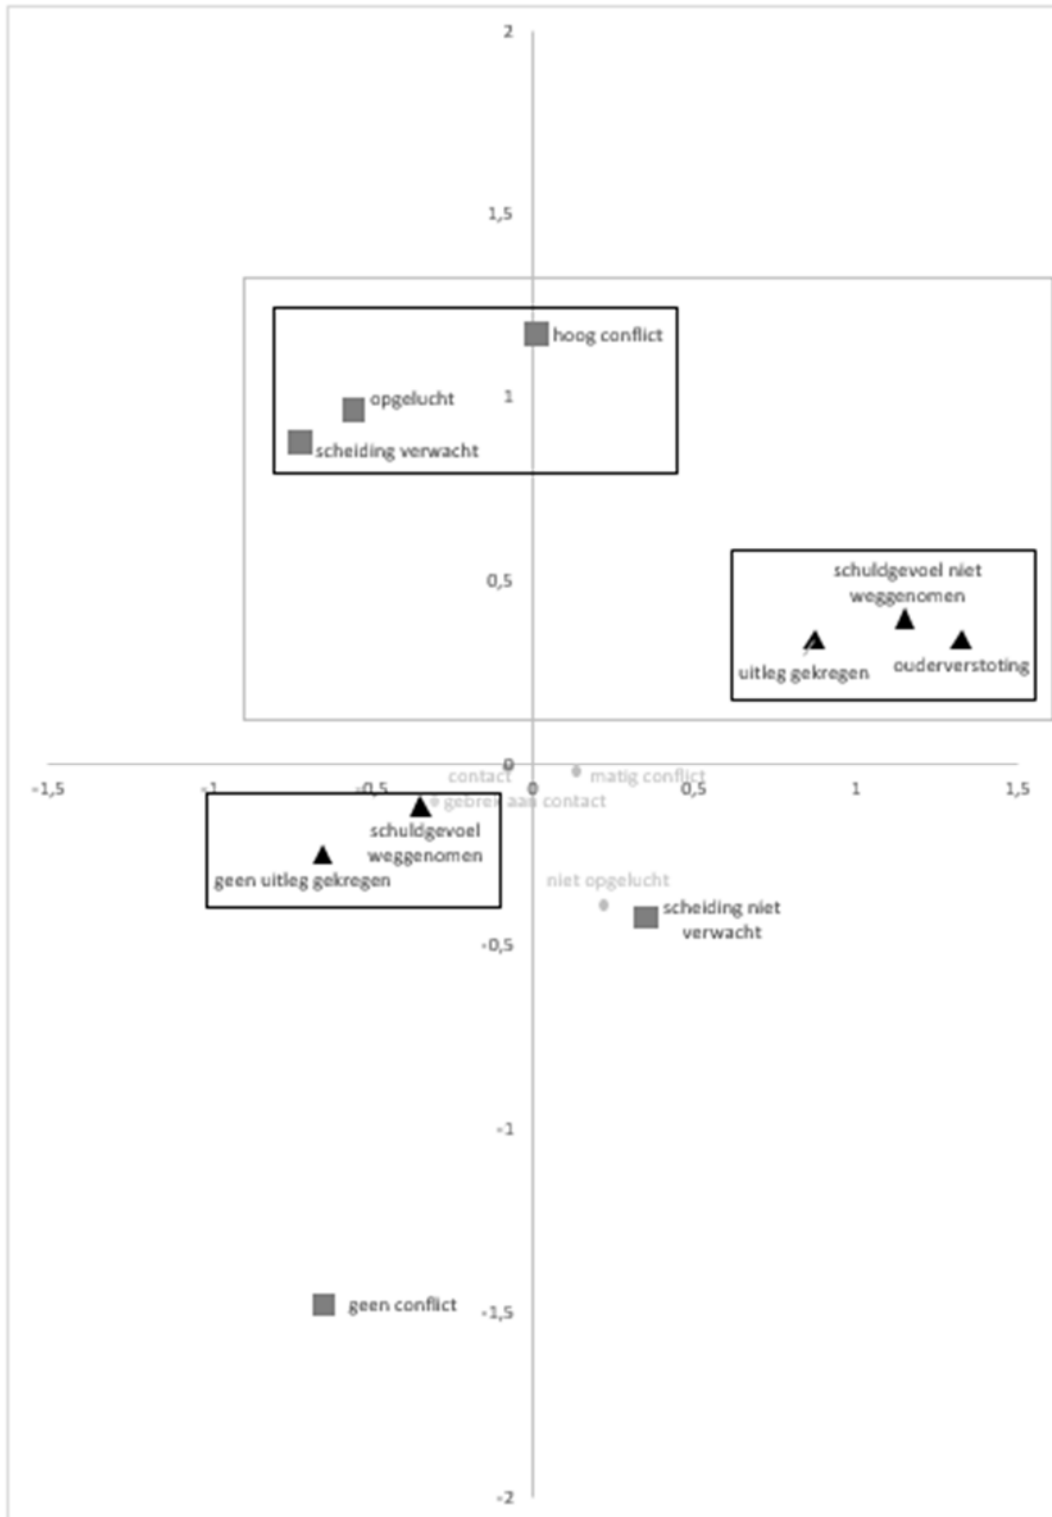 2
1,5
hoog conflict
opgelucht
1
scheiding verwacht
0,5
schuldgevoel niet
weggenomen
uitleg gekregen
ouderverstoting
0
contact
matig conflict
-1,5
-1
-0,5
0
0,5
1
1,5
gebrek aan contact
schuldgevoel
weggenomen
geen uitleg gekregen
niet opgelucht
scheiding niet
verwacht
-0,5
-1
geen conflict
-1,5
-2